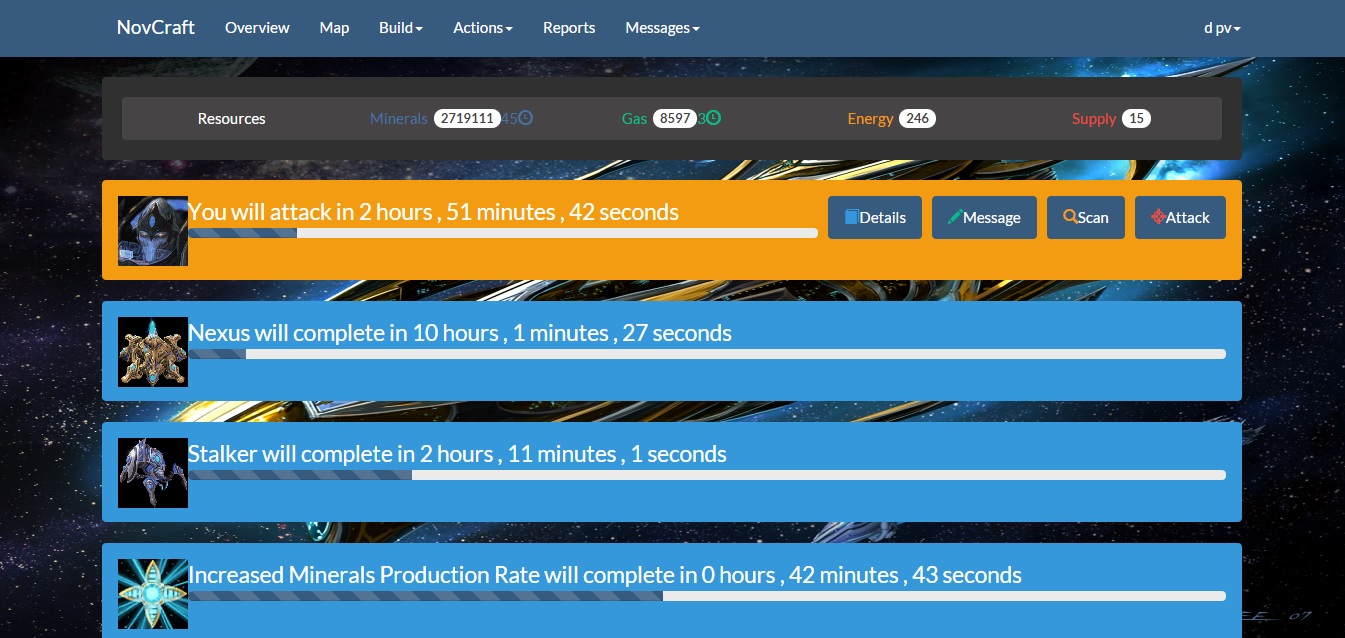 NovCraft Overview Map Build Actions Reports Messages d pv
Resources Minerals 2719111 45 Gas 8597 3 Energy 246 Supply 15
You will attack in 2 hours , 51 minutes , 42 seconds Details Message Scan Attack
Nexus will complete in 10 hours , 1 minutes , 27 seconds
Stalker will complete in 2 hours , 11 minutes , 1 seconds
Increased Minerals Production Rate will complete in 0 hours , 42 minutes , 43 seconds